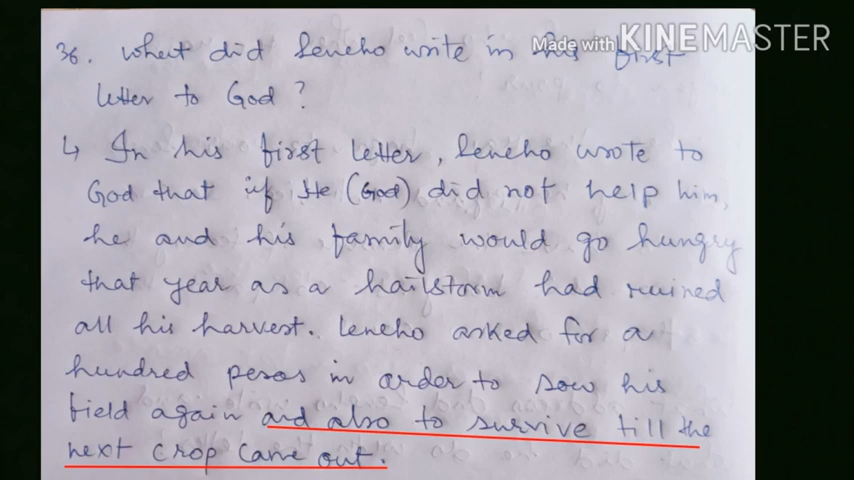 Made with KINEMASTER
36. What did Lencho write in his first
letter to God?
↳ In his first letter, Lencho wrote to
God that if He (God) did not help him,
he and his family would go hungry
that year as a hailstorm had ruined
all his harvest. Lencho asked for a
hundred pesos in order to sow his
field again and also to survive till the
next crop came out.